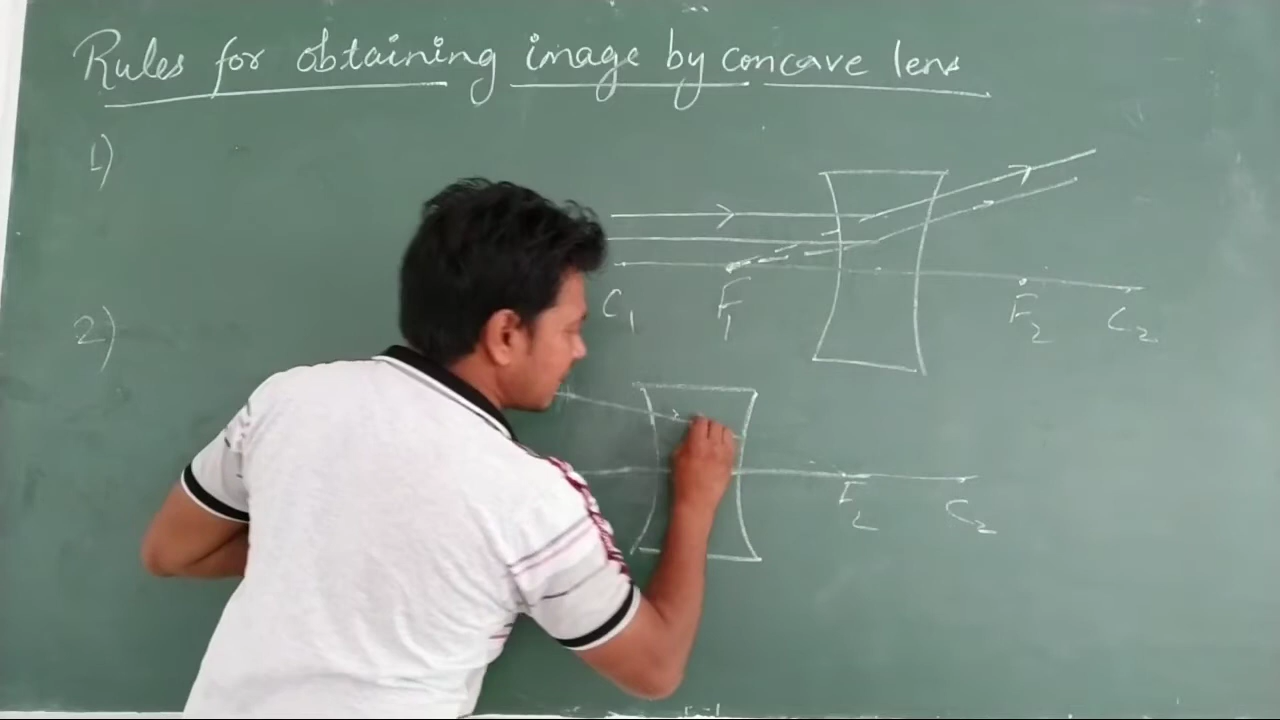 Rules for obtaining image by concave lens
1)
C1 F1 F2 C2
2)
F2 C2